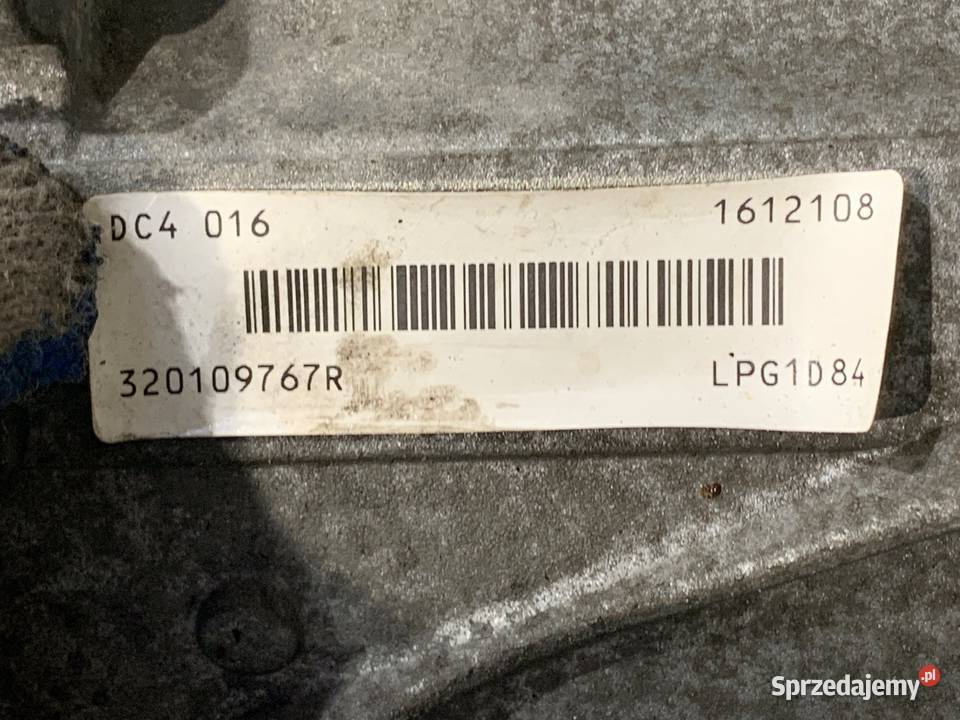 DC4 016 1612108
320109767R LPG1D84
Sprzedajemy.pl